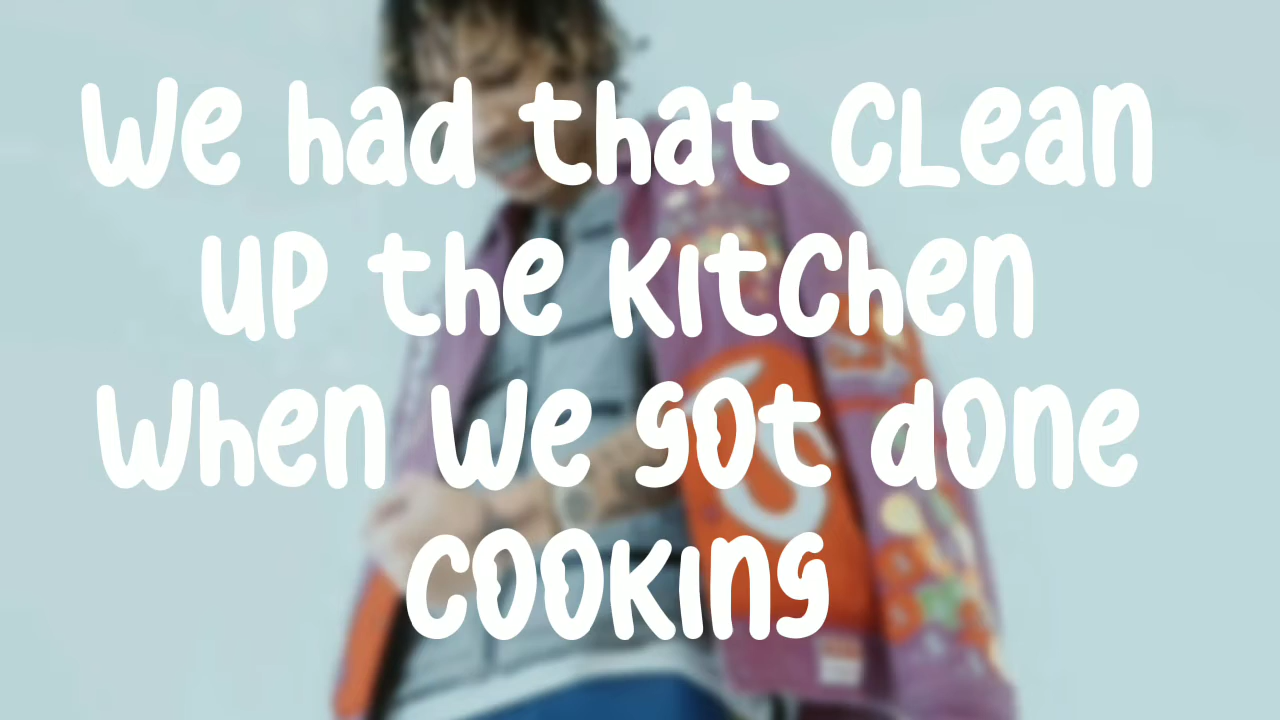 We had that clean
up the kitchen
when we got done
cooking